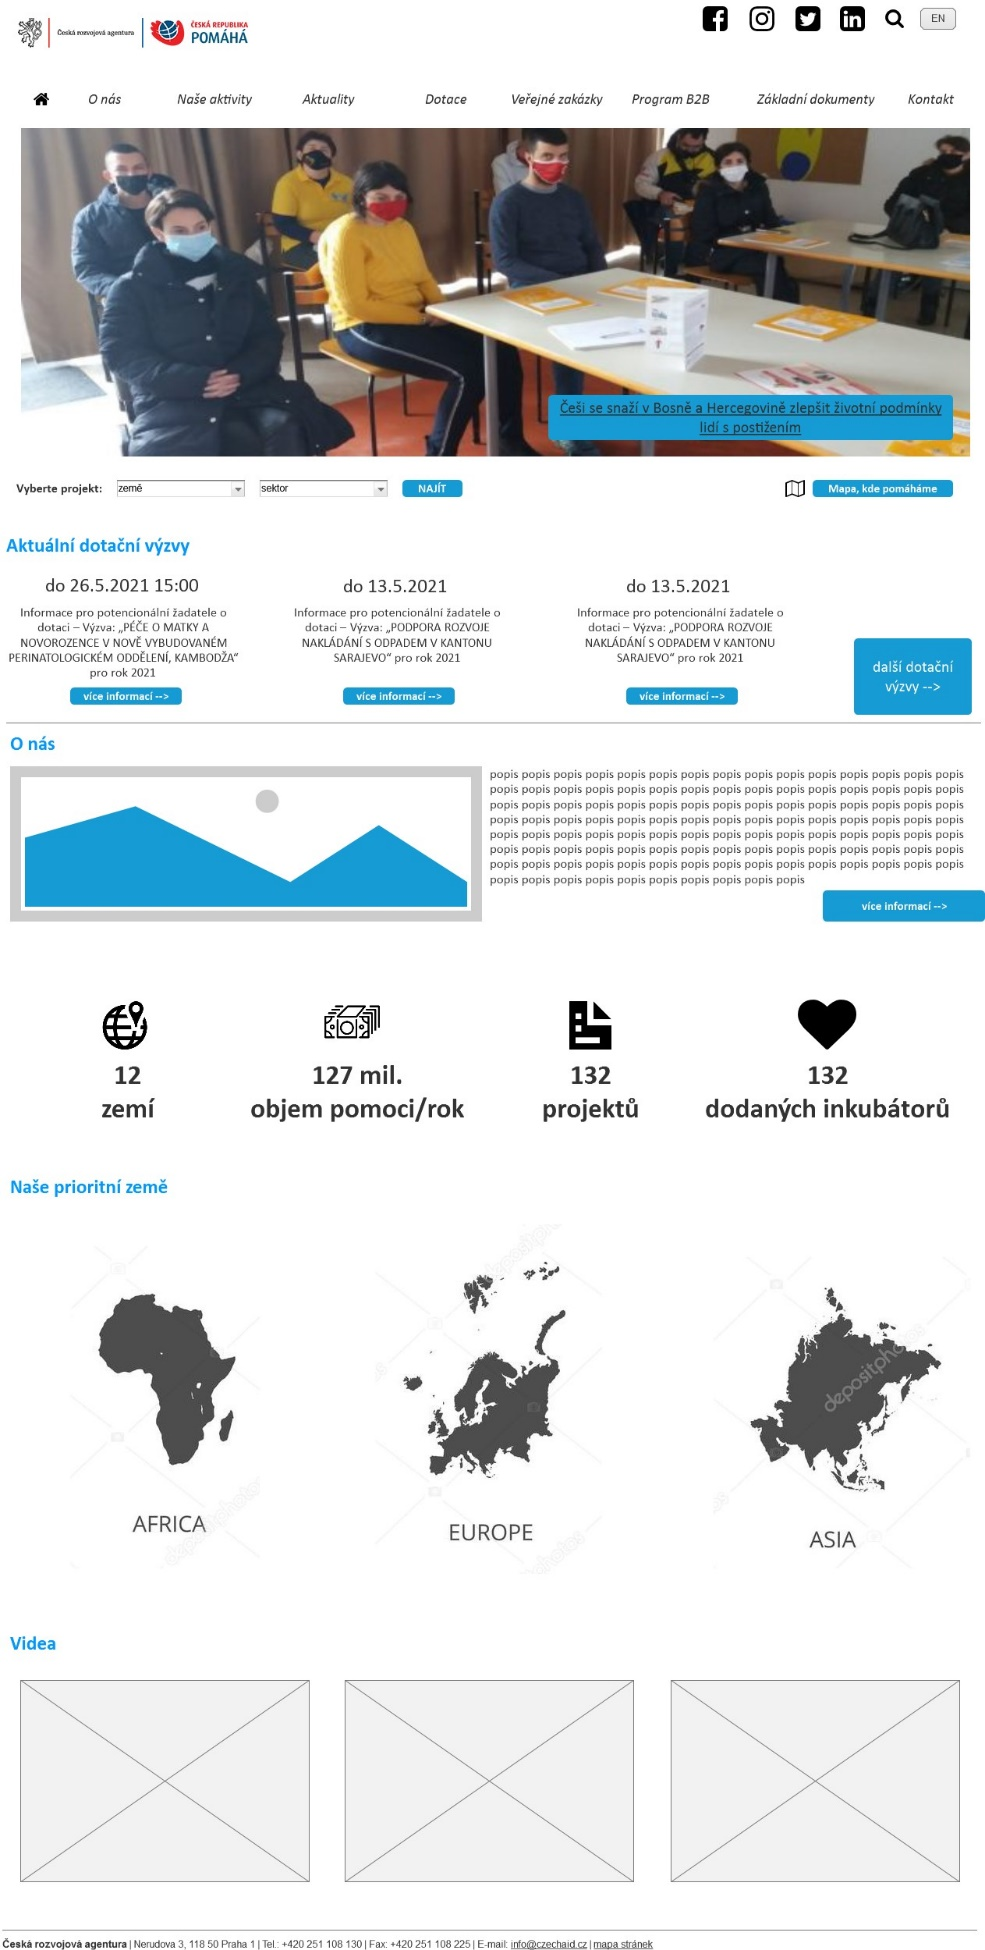 Česká rozvojová agentura
ČESKÁ REPUBLIKA
POMÁHÁ
EN
O nás
Naše aktivity
Aktuality
Dotace
Veřejné zakázky
Program B2B
Základní dokumenty
Kontakt
Češi se snaží v Bosně a Hercegovině zlepšit životní podmínky
lidí s postižením
Vyberte projekt:
země
sektor
NAJÍT
Mapa, kde pomáháme
Aktuální dotační výzvy
do 26.5.2021 15:00
Informace pro potencionální žadatele o
dotaci – Výzva: „PÉČE O MATKY A
NOVOROZENCE V NOVĚ VYBUDOVANÉM
PERINATOLOGICKÉM ODDĚLENÍ, KAMBODŽA“
pro rok 2021
více informací -->
do 13.5.2021
Informace pro potencionální žadatele o
dotaci – Výzva: „PODPORA ROZVOJE
NAKLÁDÁNÍ S ODPADEM V KANTONU
SARAJEVO“ pro rok 2021
více informací -->
do 13.5.2021
Informace pro potencionální žadatele o
dotaci – Výzva: „PODPORA ROZVOJE
NAKLÁDÁNÍ S ODPADEM V KANTONU
SARAJEVO“ pro rok 2021
více informací -->
další dotační
výzvy -->
O nás
popis popis popis popis popis popis popis popis popis popis popis popis popis popis popis
popis popis popis popis popis popis popis popis popis popis popis popis popis popis popis
popis popis popis popis popis popis popis popis popis popis popis popis popis popis popis
popis popis popis popis popis popis popis popis popis popis popis popis popis popis popis
popis popis popis popis popis popis popis popis popis popis popis popis popis popis popis
popis popis popis popis popis popis popis popis popis popis popis popis popis popis popis
popis popis popis popis popis popis popis popis popis popis popis popis popis popis popis
popis popis popis popis popis popis popis popis popis popis
více informací -->
12
zemí
127 mil.
objem pomoci/rok
132
projektů
132
dodaných inkubátorů
Naše prioritní země
depositphotos
AFRICA
EUROPE
ASIA
Videa
Česká rozvojová agentura | Nerudova 3, 118 50 Praha 1 | Tel.: +420 251 108 130 | Fax: +420 251 108 225 | E-mail: info@czechaid.cz | mapa stránek